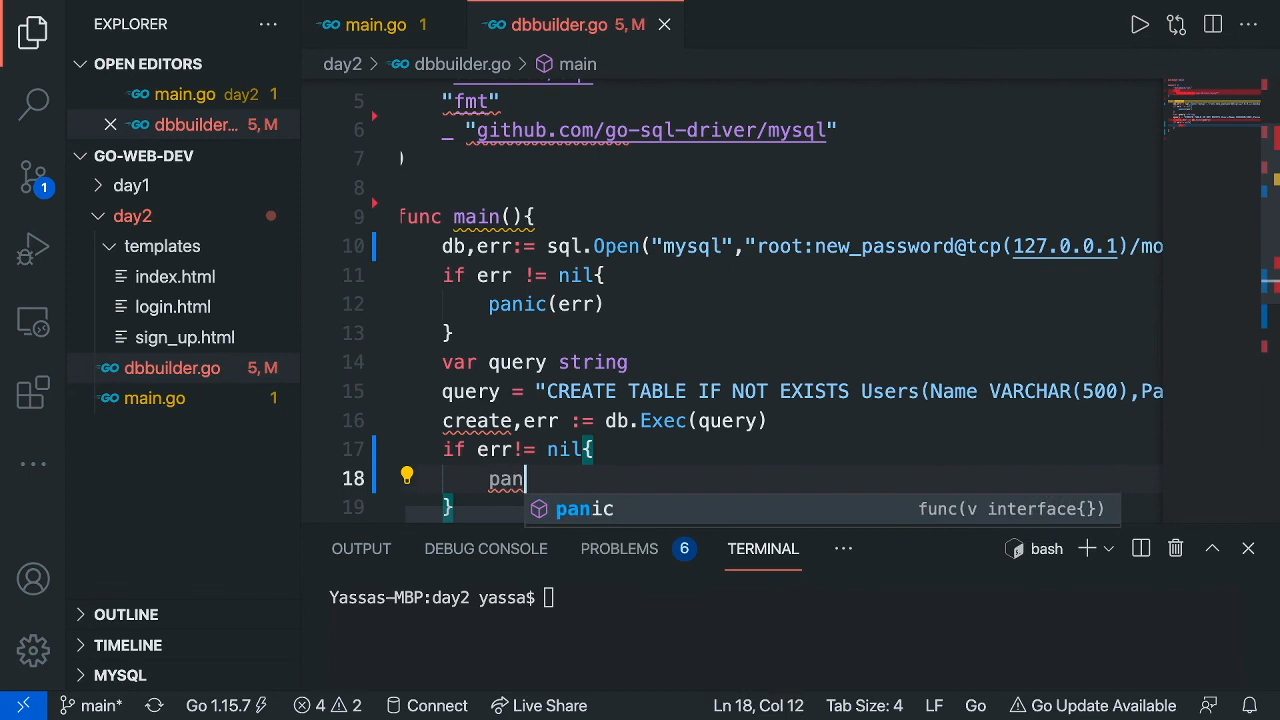 EXPLORER
OPEN EDITORS
main.go day2 1
dbbuilder... 5, M
GO-WEB-DEV
day1
day2
templates
index.html
login.html
sign_up.html
dbbuilder.go 5, M
main.go 1
OUTLINE
TIMELINE
MYSQL
main.go 1
dbbuilder.go 5, M
day2 > dbbuilder.go > main
5 "fmt"
6 _ "github.com/go-sql-driver/mysql"
7 )
8
9 func main(){
10 db,err:= sql.Open("mysql","root:new_password@tcp(127.0.0.1)/mo
11 if err != nil{
12 panic(err)
13 }
14 var query string
15 query = "CREATE TABLE IF NOT EXISTS Users(Name VARCHAR(500),Pa
16 create,err := db.Exec(query)
17 if err!= nil{
18 pan
panic func(v interface{})
19 }
OUTPUT DEBUG CONSOLE PROBLEMS 6 TERMINAL
bash
Yassas-MBP:day2 yassa$
1
main* Go 1.15.7 4 2 Connect Live Share Ln 18, Col 12 Tab Size: 4 LF Go Go Update Available